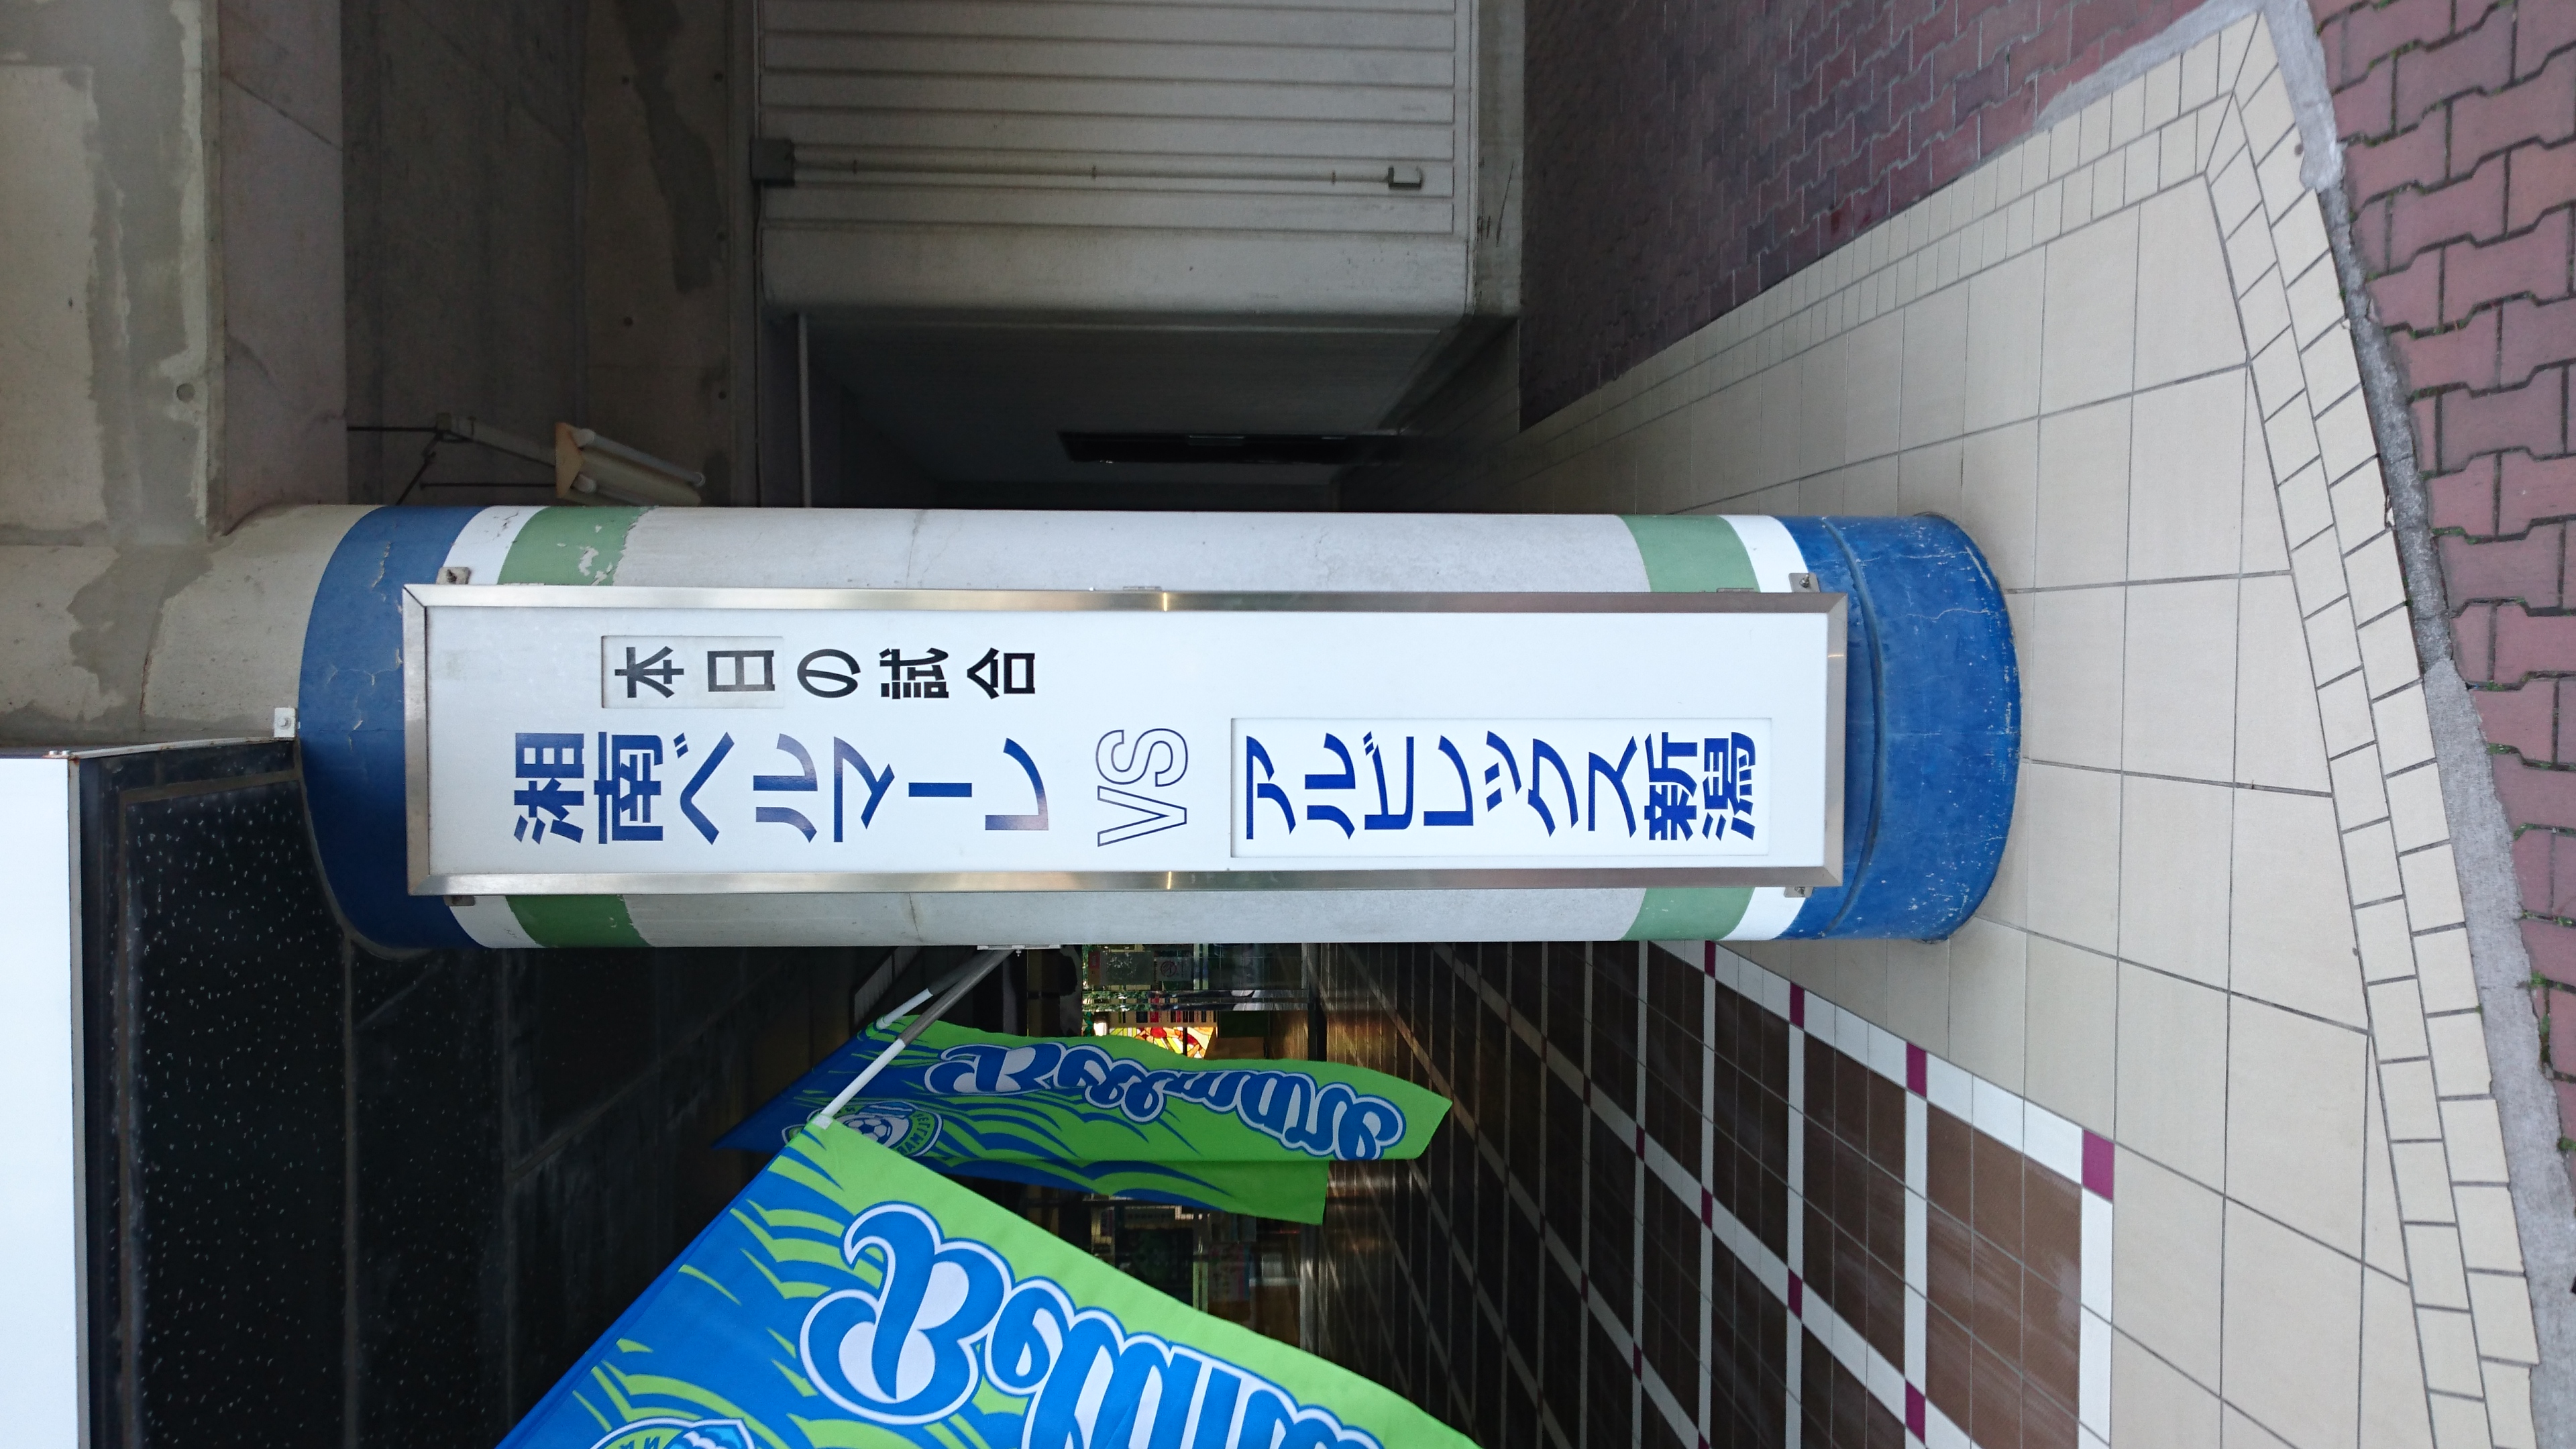 本日の試合
湘南ベルマーレ
VS
アルビレックス新潟
Bellmare